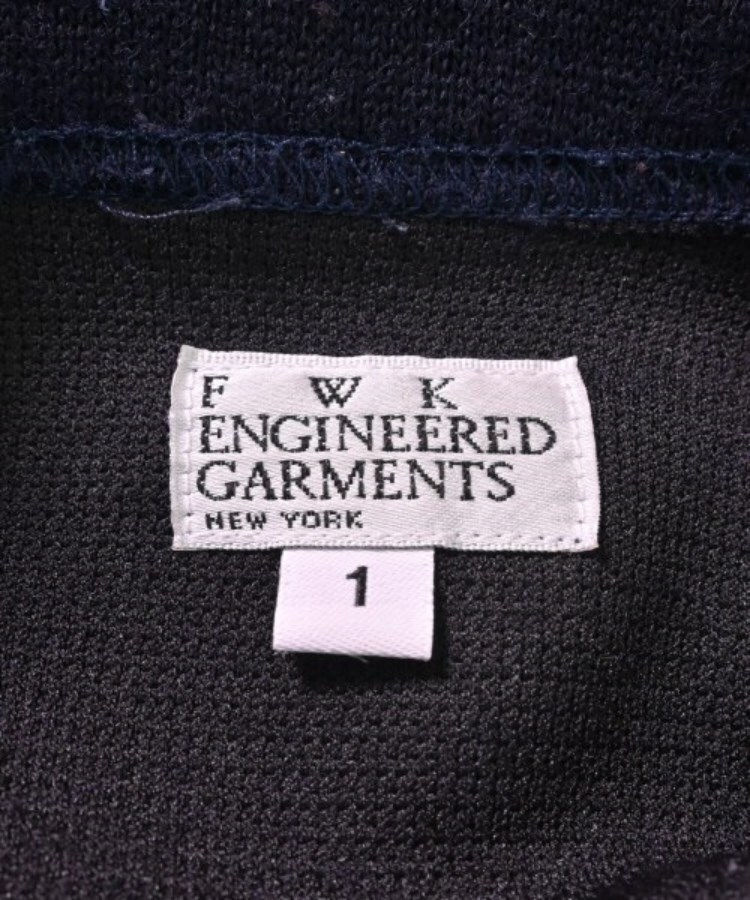 F W K
ENGINEERED
GARMENTS
NEW YORK
1